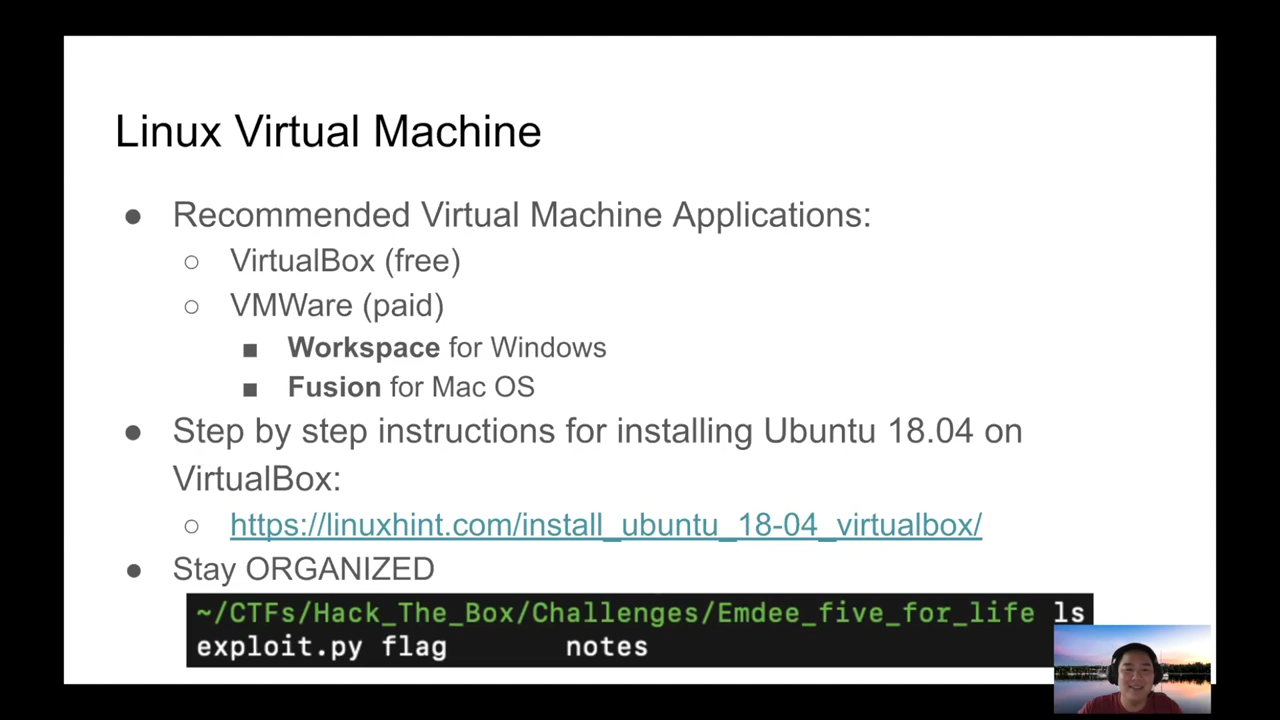 Linux Virtual Machine
● Recommended Virtual Machine Applications:
○ VirtualBox (free)
○ VMWare (paid)
■ Workspace for Windows
■ Fusion for Mac OS
● Step by step instructions for installing Ubuntu 18.04 on
VirtualBox:
○ https://linuxhint.com/install_ubuntu_18-04_virtualbox/
● Stay ORGANIZED
~/CTFs/Hack_The_Box/Challenges/Emdee_five_for_life ls
exploit.py flag notes